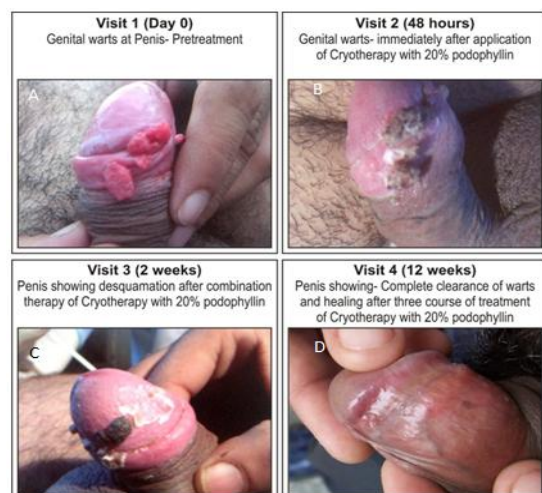 Visit 1 (Day 0)
Genital warts at Penis- Pretreatment
A
Visit 2 (48 hours)
Genital warts- immediately after application
of Cryotherapy with 20% podophyllin
B
Visit 3 (2 weeks)
Penis showing desquamation after combination
therapy of Cryotherapy with 20% podophyllin
C
Visit 4 (12 weeks)
Penis showing- Complete clearance of warts
and healing after three course of treatment
of Cryotherapy with 20% podophyllin
D